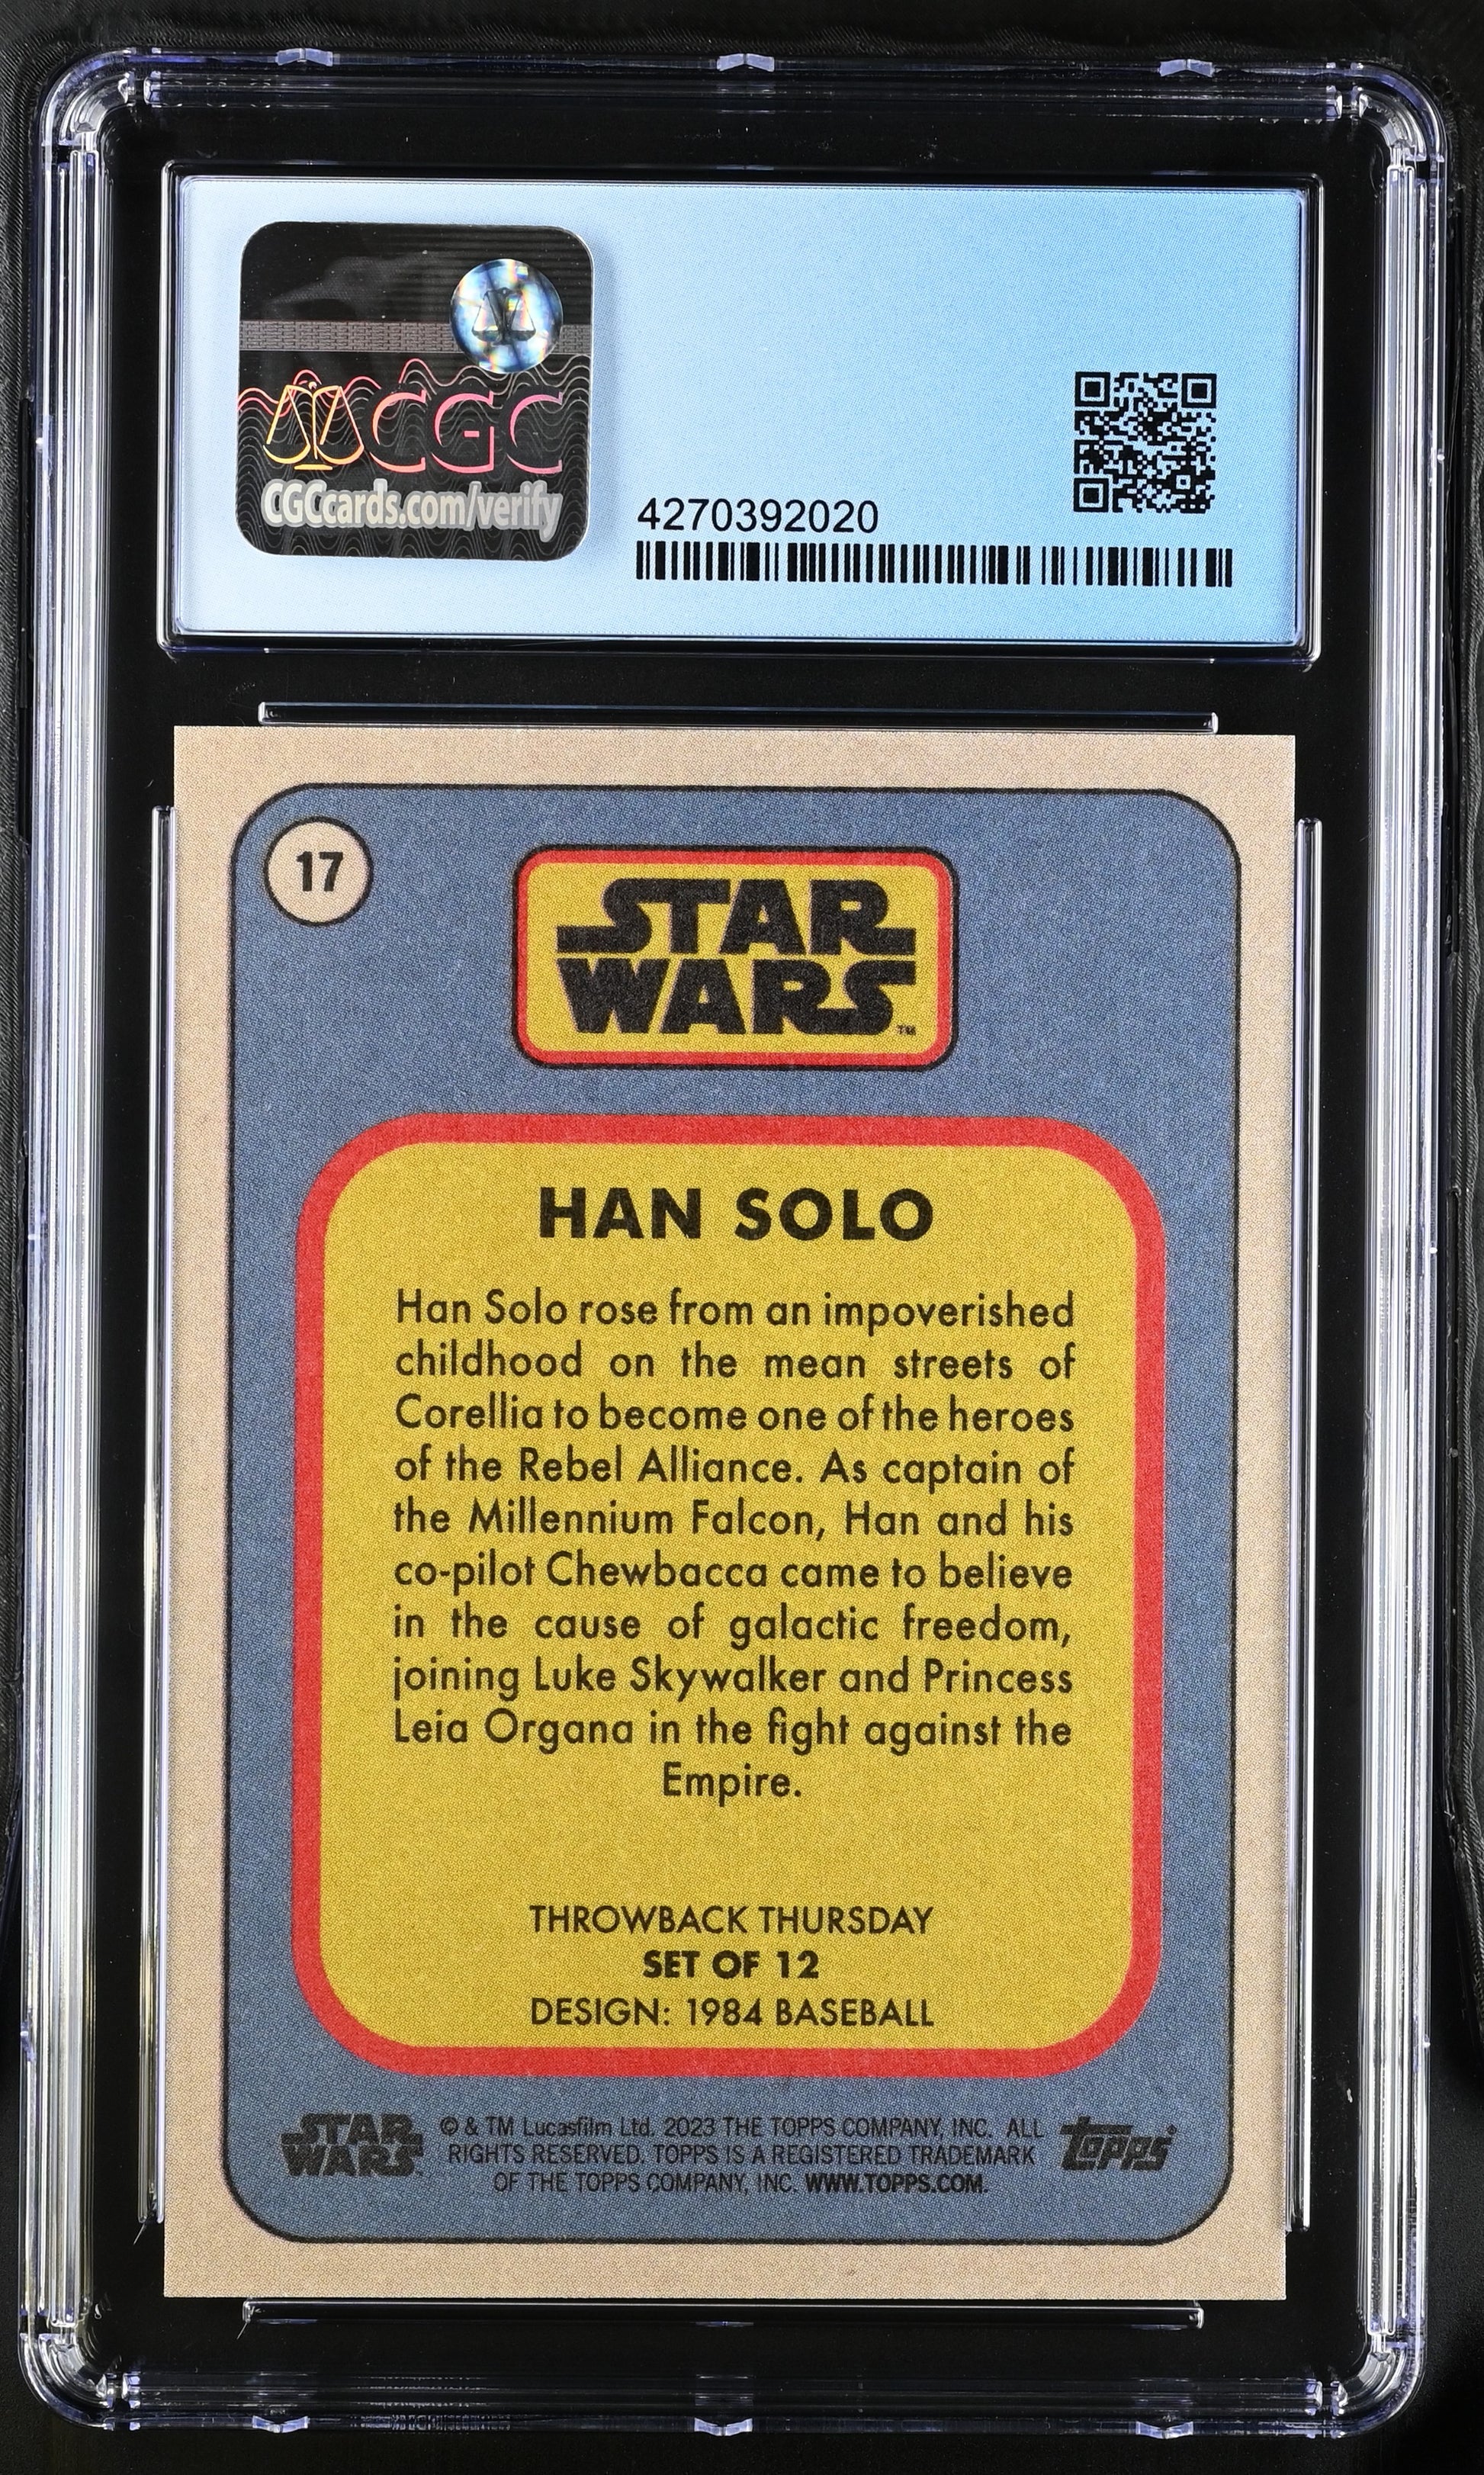 CGC
CGCcards.com/verify
4270392020
17
STAR
WARS™
HAN SOLO
Han Solo rose from an impoverished
childhood on the mean streets of
Corellia to become one of the heroes
of the Rebel Alliance. As captain of
the Millennium Falcon, Han and his
co-pilot Chewbacca came to believe
in the cause of galactic freedom,
joining Luke Skywalker and Princess
Leia Organa in the fight against the
Empire.
THROWBACK THURSDAY
SET OF 12
DESIGN: 1984 BASEBALL
STAR
WARS
© & TM Lucasfilm Ltd. 2023 THE TOPPS COMPANY, INC. ALL
RIGHTS RESERVED. TOPPS IS A REGISTERED TRADEMARK
OF THE TOPPS COMPANY, INC. WWW.TOPPS.COM.
topps®